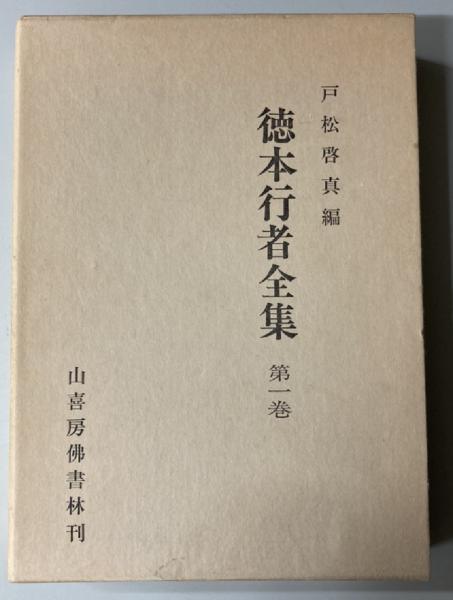 戸松啓真編
徳本行者全集 第一巻
山喜房佛書林刊